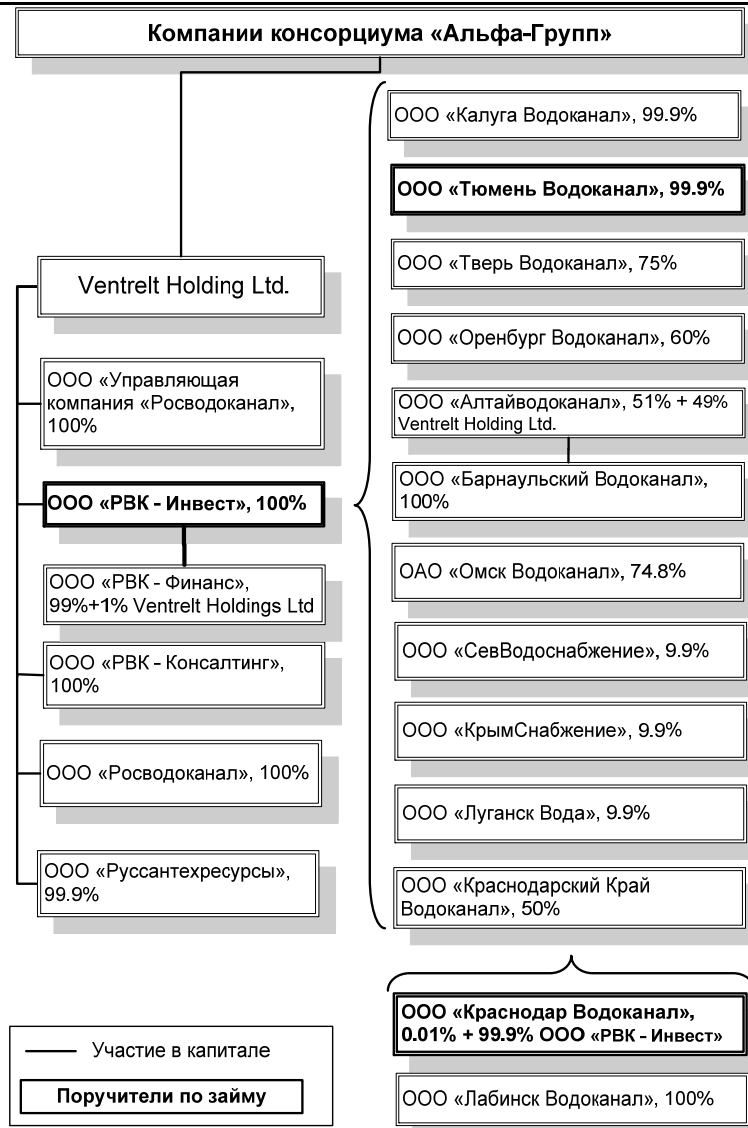 Компании консорциума «Альфа-Групп»
Ventrelt Holding Ltd.
ООО «Управляющая
компания «Росводоканал»,
100%
ООО «РВК - Инвест», 100%
ООО «РВК - Финанс»,
99%+1% Ventrelt Holdings Ltd
ООО «РВК - Консалтинг»,
100%
ООО «Росводоканал», 100%
ООО «Руссантехресурсы»,
99.9%
ООО «Калуга Водоканал», 99.9%
ООО «Тюмень Водоканал», 99.9%
ООО «Тверь Водоканал», 75%
ООО «Оренбург Водоканал», 60%
ООО «Алтайводоканал», 51% + 49%
Ventrelt Holding Ltd.
ООО «Барнаульский Водоканал»,
100%
ОАО «Омск Водоканал», 74.8%
ООО «СевВодоснабжение», 9.9%
ООО «КрымСнабжение», 9.9%
ООО «Луганск Вода», 9.9%
ООО «Краснодарский Край
Водоканал», 50%
ООО «Краснодар Водоканал»,
0.01% + 99.9% ООО «РВК - Инвест»
ООО «Лабинск Водоканал», 100%
Участие в капитале
Поручители по займу